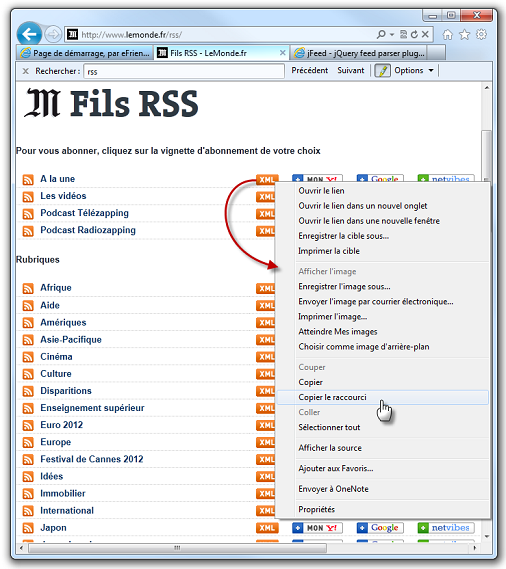 http://www.lemonde.fr/rss/
Page de démarrage, par eFrien...
Fils RSS - LeMonde.fr
jFeed - jQuery feed parser plug...
Rechercher : rss
Précédent Suivant Options
M Fils RSS
Pour vous abonner, cliquez sur la vignette d'abonnement de votre choix
A la une XML + MON Y! + Google + netvibes
Les vidéos XML
Podcast Télézapping XML
Podcast Radiozapping XML
Rubriques
Afrique XML
Aide XML
Amériques XML
Asie-Pacifique XML
Cinéma XML
Culture XML
Disparitions XML
Enseignement supérieur XML
Euro 2012 XML
Europe XML
Festival de Cannes 2012 XML
Idées XML
Immobilier XML
International XML
Japon XML + MON Y! + Google + netvibes
Ouvrir le lien
Ouvrir le lien dans un nouvel onglet
Ouvrir le lien dans une nouvelle fenêtre
Enregistrer la cible sous...
Imprimer la cible
Afficher l'image
Enregistrer l'image sous...
Envoyer l'image par courrier électronique...
Imprimer l'image...
Atteindre Mes images
Choisir comme image d'arrière-plan
Couper
Copier
Copier le raccourci
Coller
Sélectionner tout
Afficher la source
Ajouter aux Favoris...
Envoyer à OneNote
Propriétés